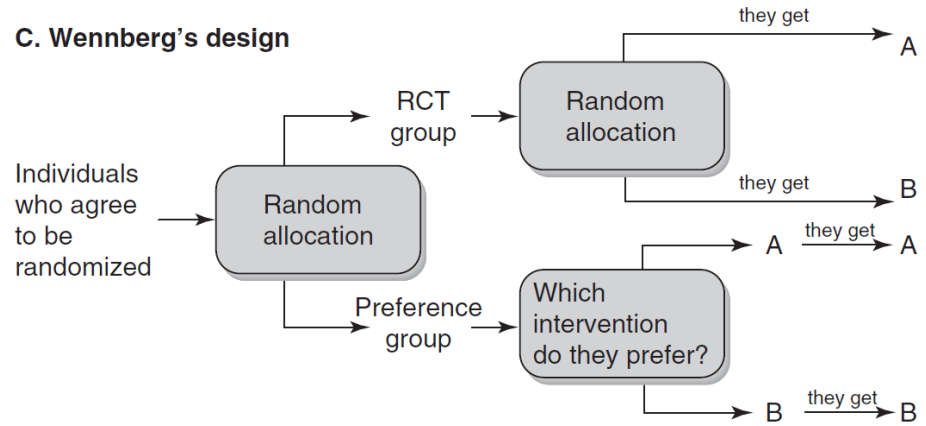 C. Wennberg’s design
Individuals
who agree
to be
randomized
Random
allocation
RCT
group
Random
allocation
they get
A
they get
B
Preference
group
Which
intervention
do they prefer?
A
they get
A
B
they get
B